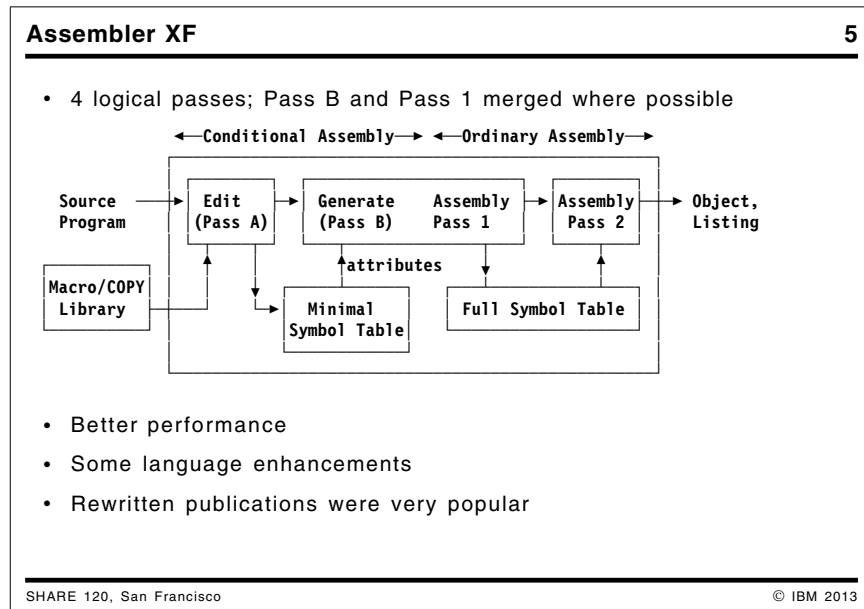 Assembler XF 5
• 4 logical passes; Pass B and Pass 1 merged where possible
Conditional Assembly Ordinary Assembly
Source Program
Edit (Pass A)
Generate (Pass B)
Assembly Pass 1
Assembly Pass 2
Object, Listing
attributes
Macro/COPY Library
Minimal Symbol Table
Full Symbol Table
• Better performance
• Some language enhancements
• Rewritten publications were very popular
SHARE 120, San Francisco © IBM 2013